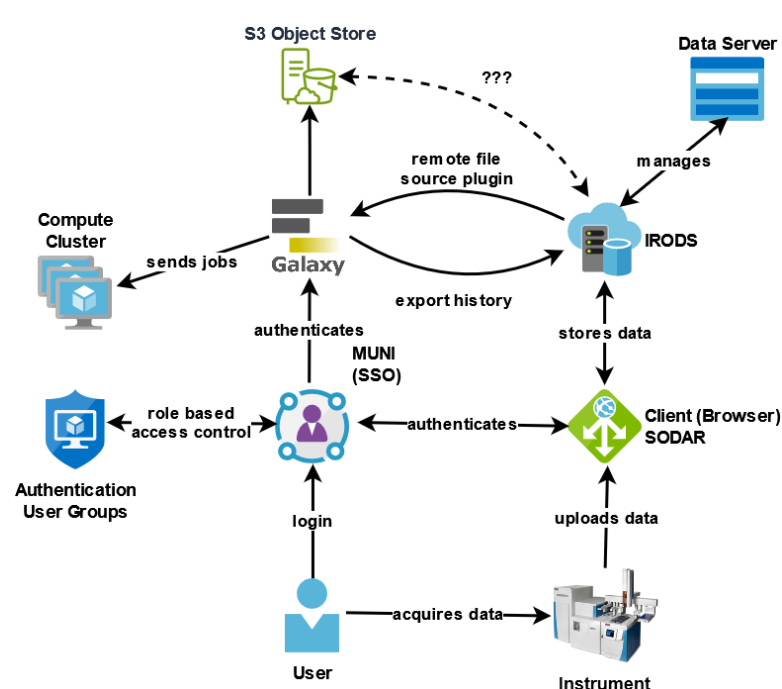 S3 Object Store
Data Server
???
remote file
source plugin
manages
Compute
Cluster
IRODS
sends jobs
Galaxy
export history
authenticates
stores data
MUNI
(SSO)
role based
access control
authenticates
Client (Browser)
SODAR
Authentication
User Groups
login
uploads data
acquires data
User
Instrument